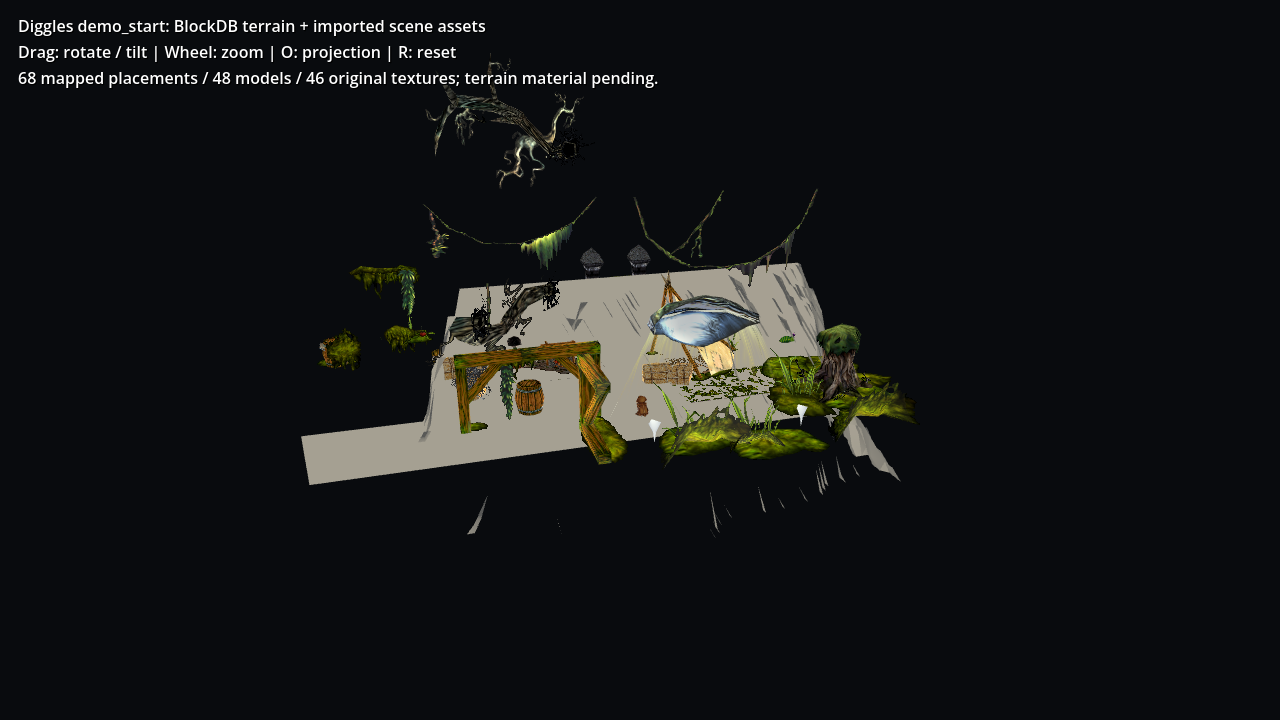 Diggles demo_start: BlockDB terrain + imported scene assets
Drag: rotate / tilt | Wheel: zoom | O: projection | R: reset
68 mapped placements / 48 models / 46 original textures; terrain material pending.